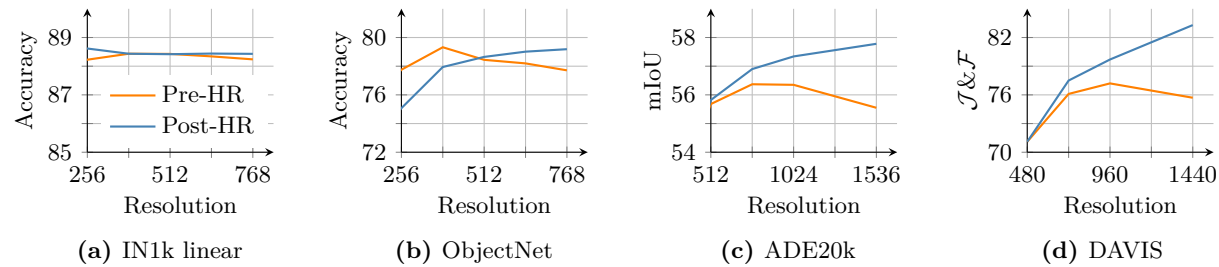 Accuracy
89
87
85
256
512
768
Pre-HR
Post-HR
Resolution
(a) IN1k linear
Accuracy
80
76
72
256
512
768
Resolution
(b) ObjectNet
mIoU
58
56
54
512
1024
1536
Resolution
(c) ADE20k
𝒥&ℱ
82
76
70
480
960
1440
Resolution
(d) DAVIS